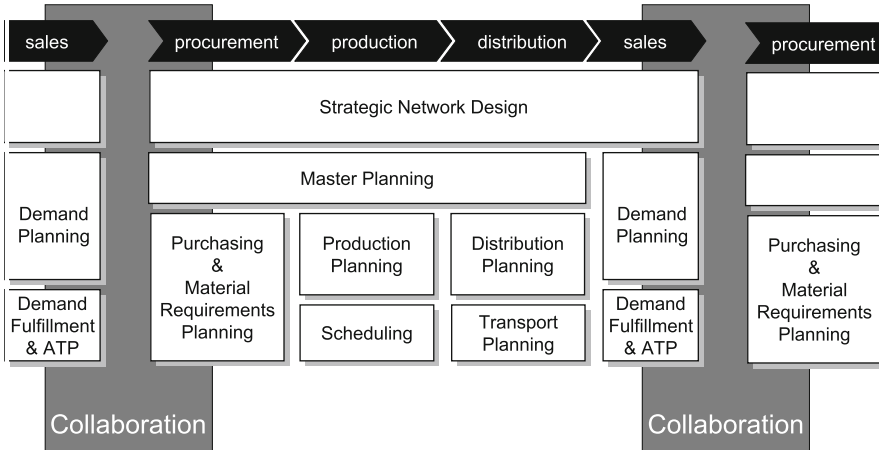 sales
procurement
production
distribution
sales
procurement
Strategic Network Design
Master Planning
Demand
Planning
Demand
Fulfillment
& ATP
Purchasing
&
Material
Requirements
Planning
Production
Planning
Scheduling
Distribution
Planning
Transport
Planning
Demand
Planning
Demand
Fulfillment
& ATP
Purchasing
&
Material
Requirements
Planning
Collaboration
Collaboration